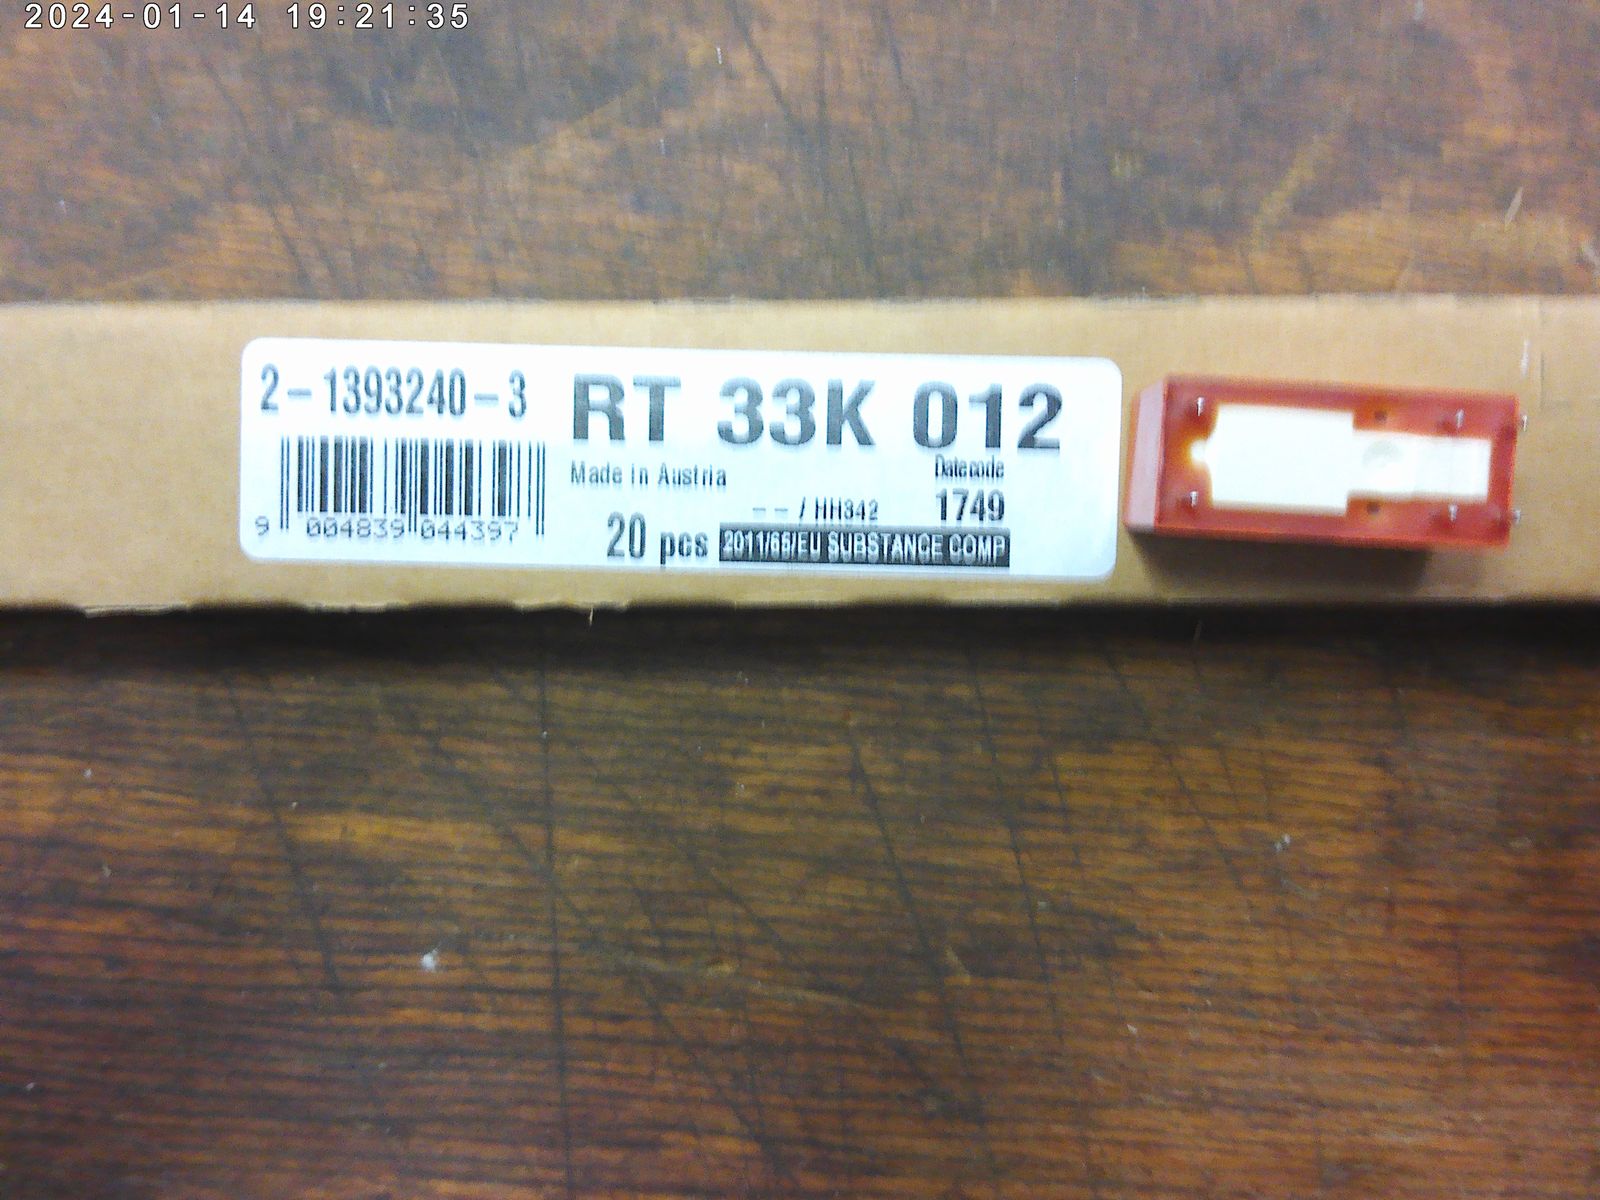 2024-01-14 19:21:35
2-1393240-3
RT 33K 012
Made in Austria
Datecode
-- / HH342
1749
9 004839 044397
20 pcs
2011/65/EU SUBSTANCE COMP